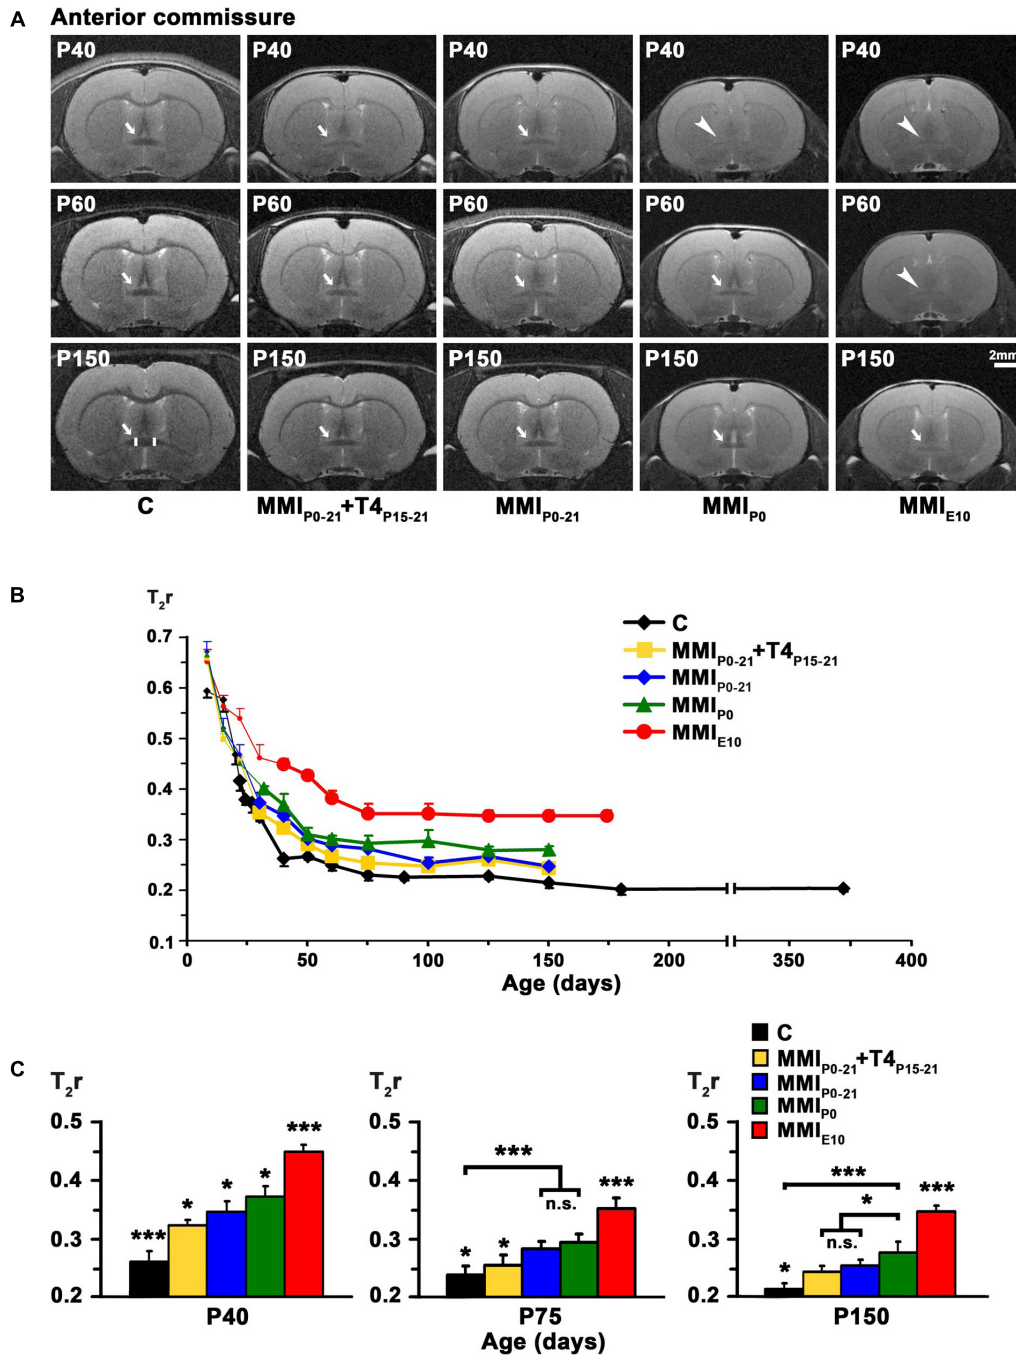 A Anterior commissure
P40 P40 P40 P40 P40
P60 P60 P60 P60 P60
P150 P150 P150 P150 P150
2mm
C MMIP0-21+T4P15-21 MMIP0-21 MMIP0 MMIE10
B
T2r
C
MMIP0-21+T4P15-21
MMIP0-21
MMIP0
MMIE10
0.7
0.6
0.5
0.4
0.3
0.2
0.1
0 50 100 150 200 350 400
Age (days)
C
C
MMIP0-21+T4P15-21
MMIP0-21
MMIP0
MMIE10
T2r T2r T2r
0.5 0.5 0.5
0.4 0.4 0.4
0.3 0.3 0.3
0.2 0.2 0.2
*** * * * ***
*** n.s. * * ***
*** * n.s. * ***
P40 P75 P150
Age (days)